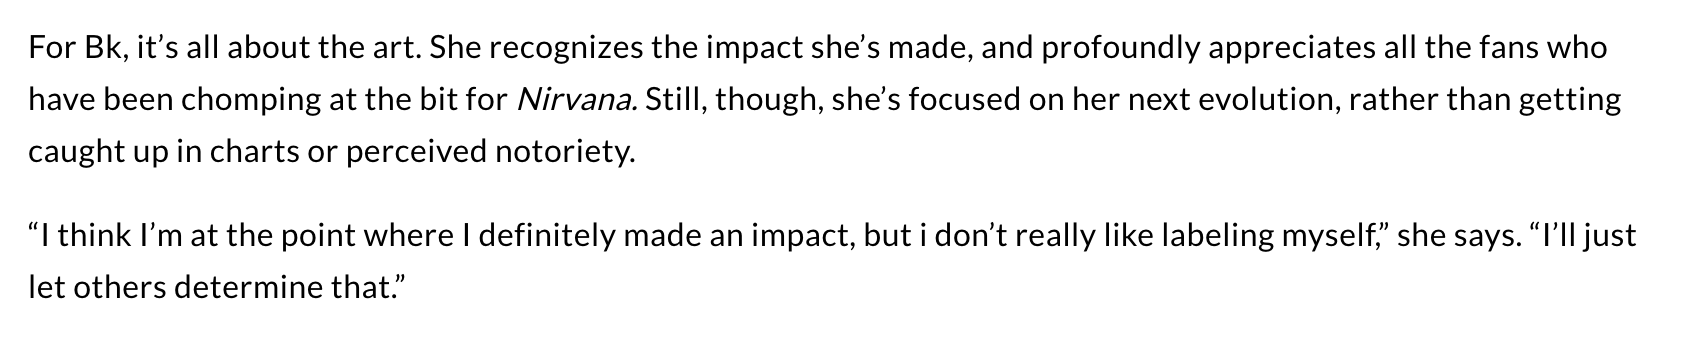 For Bk, it’s all about the art. She recognizes the impact she’s made, and profoundly appreciates all the fans who
have been chomping at the bit for Nirvana. Still, though, she’s focused on her next evolution, rather than getting
caught up in charts or perceived notoriety.
“I think I’m at the point where I definitely made an impact, but i don’t really like labeling myself,” she says. “I’ll just
let others determine that.”